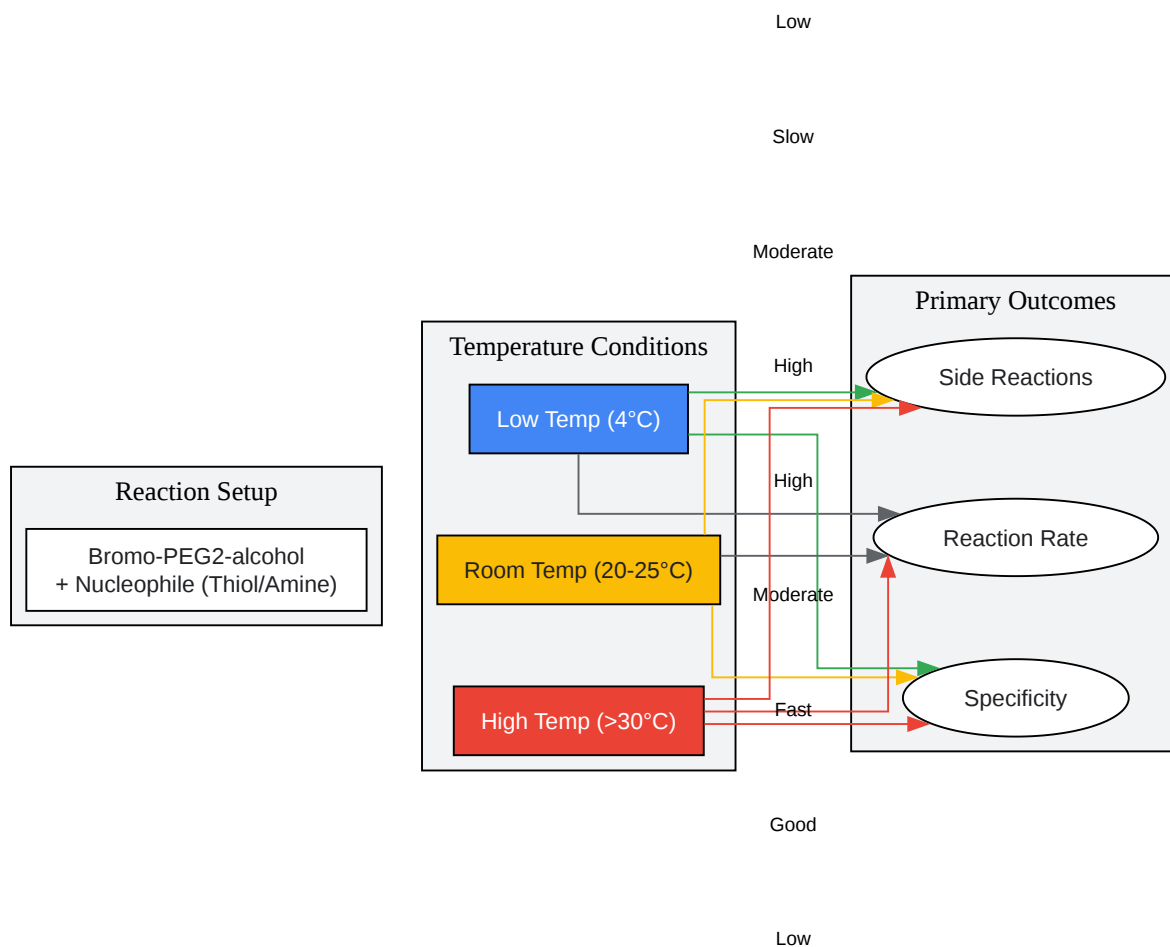 Low
Slow
Moderate
Primary Outcomes
Temperature Conditions
High
Side Reactions
Low Temp (4°C)
High
Reaction Setup
Bromo-PEG2-alcohol
+ Nucleophile (Thiol/Amine)
Reaction Rate
Room Temp (20-25°C)
Moderate
Specificity
High Temp (>30°C)
Fast
Good
Low